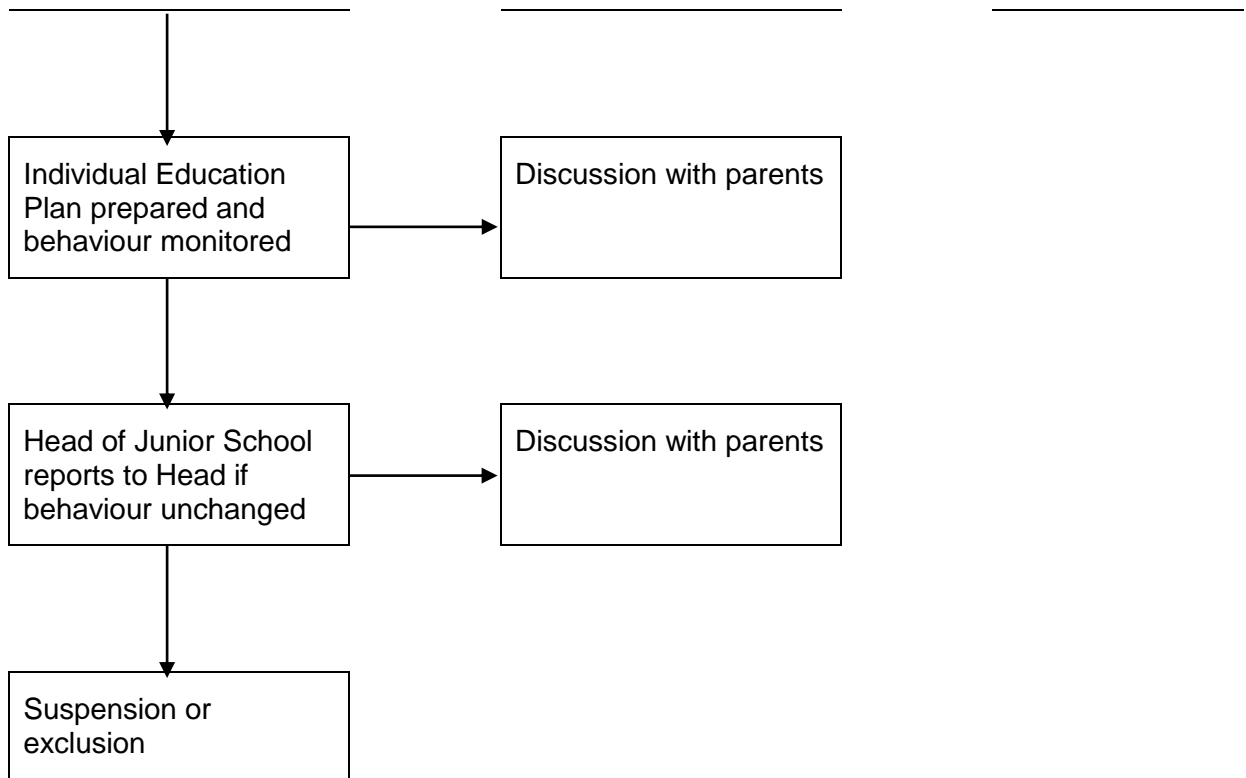 Individual Education
Plan prepared and
behaviour monitored
Discussion with parents
Head of Junior School
reports to Head if
behaviour unchanged
Discussion with parents
Suspension or
exclusion